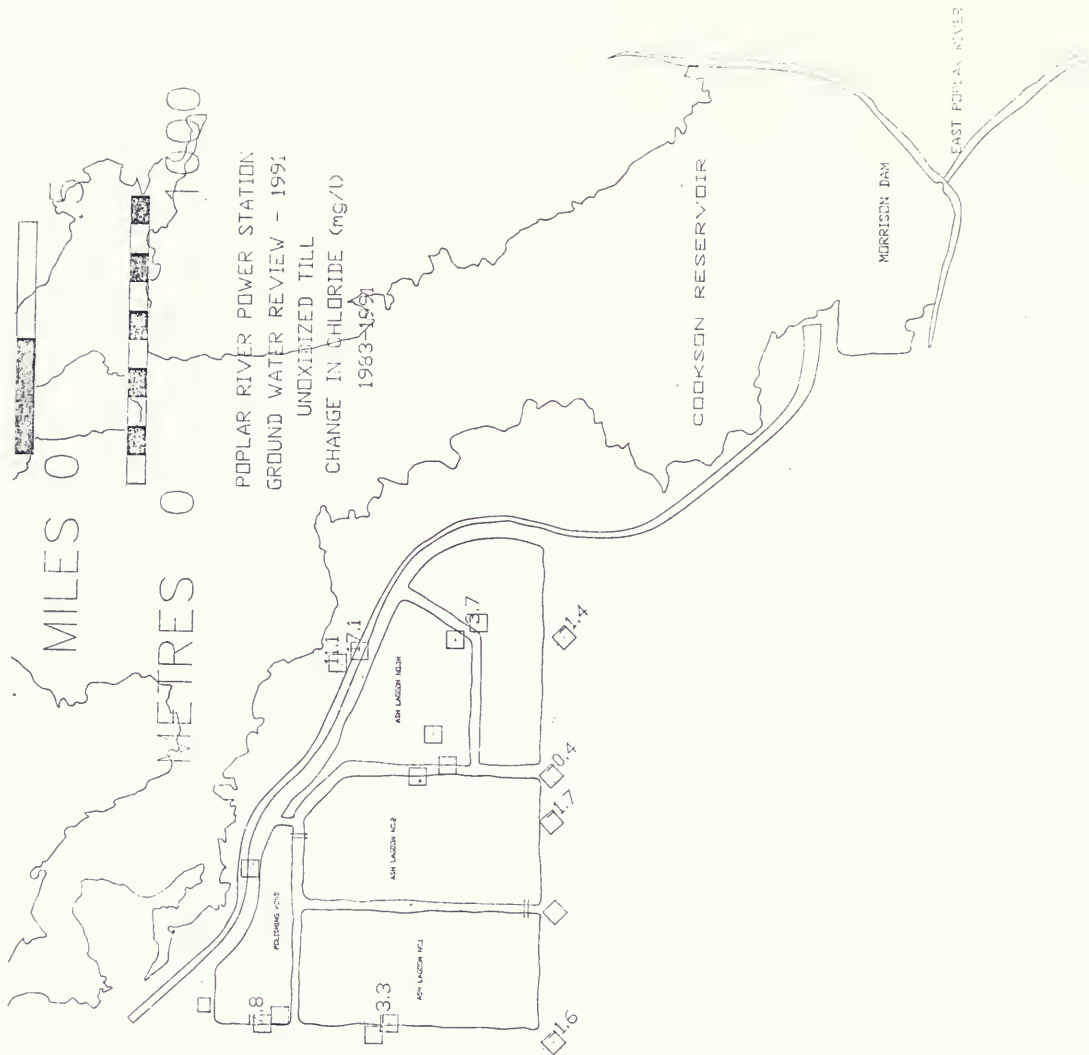 MILES 0 .5
METRES 0 1000
POPLAR RIVER POWER STATION
GROUND WATER REVIEW - 1991
UNOXIDIZED TILL
CHANGE IN CHLORIDE (mg/l)
1983-1991
EAST POPLAR RIVER
MORRISON DAM
COOKSON RESERVOIR
11.1
17.1
3.7
1.4
ASH LAGOON
0.4
1.7
ASH LAGOON NO.2
POLISHING POND
ASH LAGOON NO.1
3.3
1.6